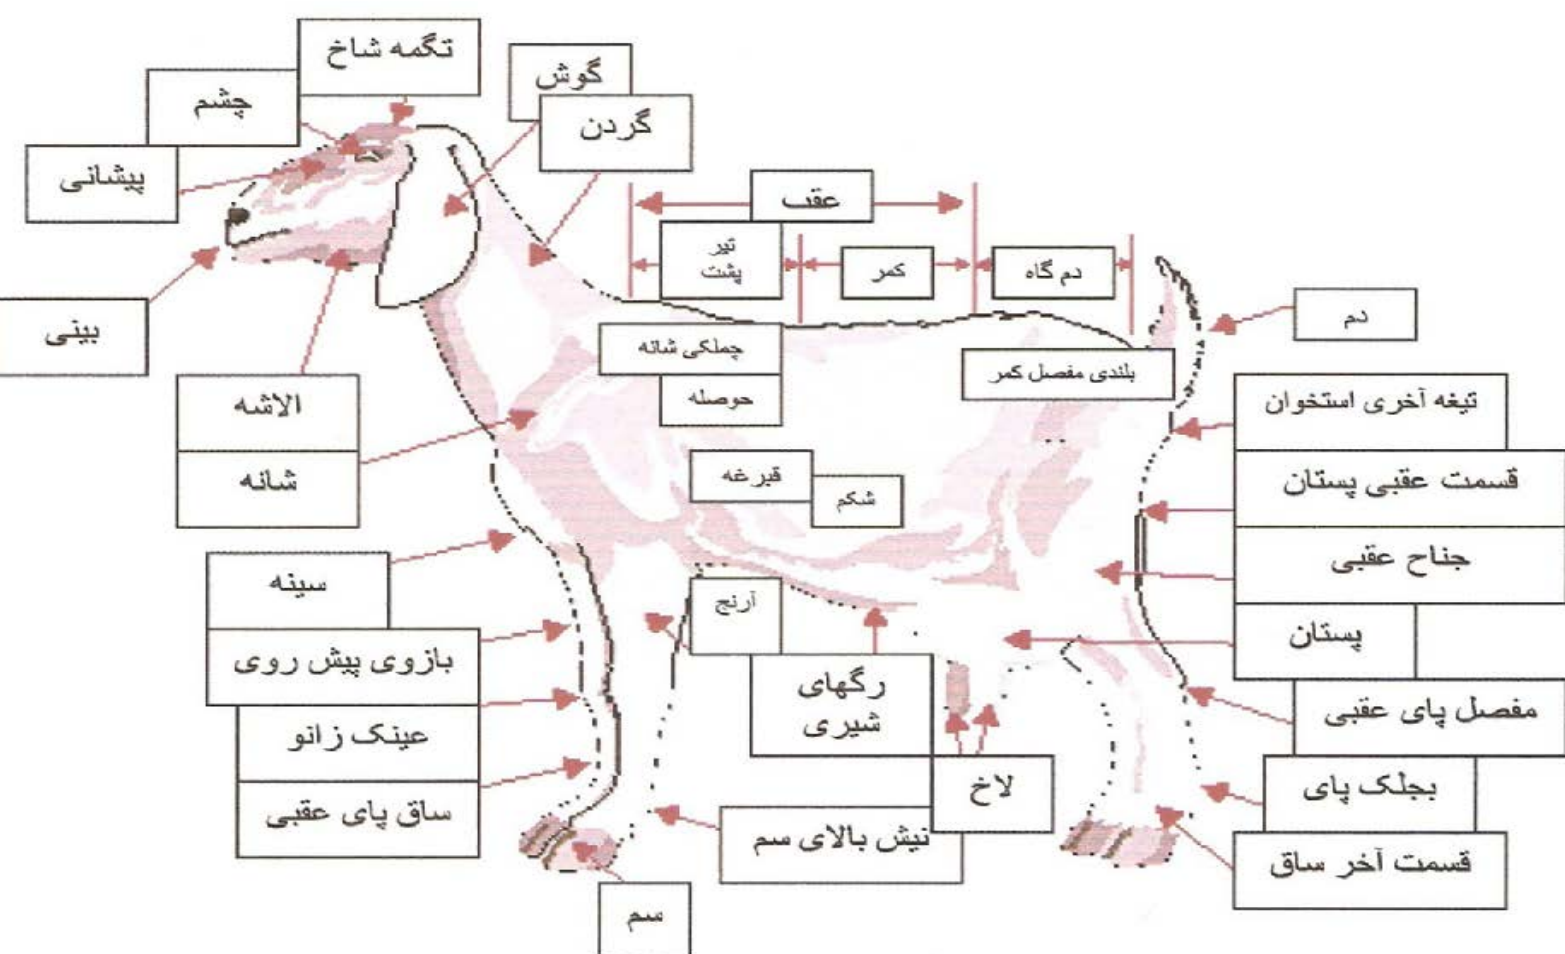 تگمه شاخ
چشم
گوش
گردن
پیشانی
عقب
تیر
پشت
کمر
دم گاه
دم
بینی
چملکی شانه
حوصله
بلندی مفصل کمر
الاشه
شانه
تیغه آخری استخوان
قبرغه
شکم
قسمت عقبی پستان
جناح عقبی
سینه
آرنج
پستان
بازوی پیش روی
رگهای
شیری
مفصل پای عقبی
عینک زانو
لاخ
بجلک پای
ساق پای عقبی
نیش بالای سم
قسمت آخر ساق
سم